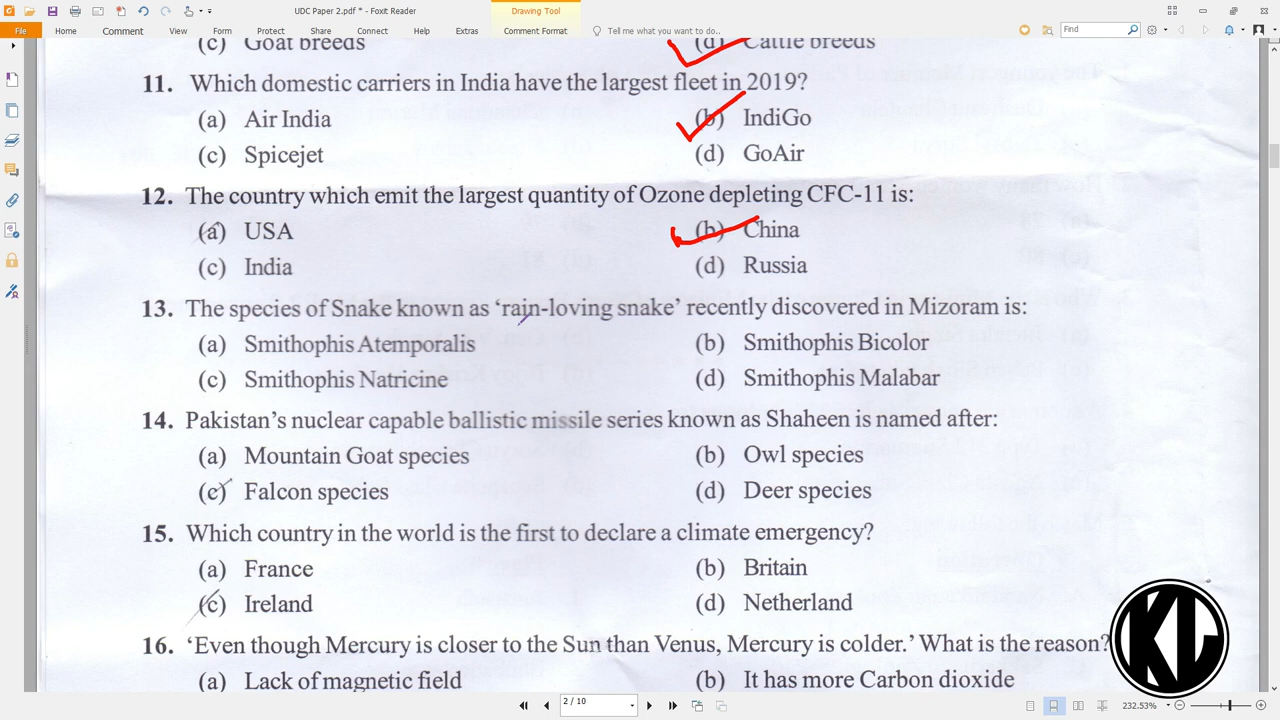 UDC Paper 2.pdf * - Foxit Reader
Drawing Tool
File Home Comment View Form Protect Share Connect Help Extras Comment Format Tell me what you want to do... Find
(c) Goat breeds (d) Cattle breeds
11. Which domestic carriers in India have the largest fleet in 2019?
(a) Air India (b) IndiGo
(c) Spicejet (d) GoAir
12. The country which emit the largest quantity of Ozone depleting CFC-11 is:
(a) USA (b) China
(c) India (d) Russia
13. The species of Snake known as ‘rain-loving snake’ recently discovered in Mizoram is:
(a) Smithophis Atemporalis (b) Smithophis Bicolor
(c) Smithophis Natricine (d) Smithophis Malabar
14. Pakistan’s nuclear capable ballistic missile series known as Shaheen is named after:
(a) Mountain Goat species (b) Owl species
(c) Falcon species (d) Deer species
15. Which country in the world is the first to declare a climate emergency?
(a) France (b) Britain
(c) Ireland (d) Netherland
16. ‘Even though Mercury is closer to the Sun than Venus, Mercury is colder.’ What is the reason?
(a) Lack of magnetic field (b) It has more Carbon dioxide
KL
2 / 10
232.53%